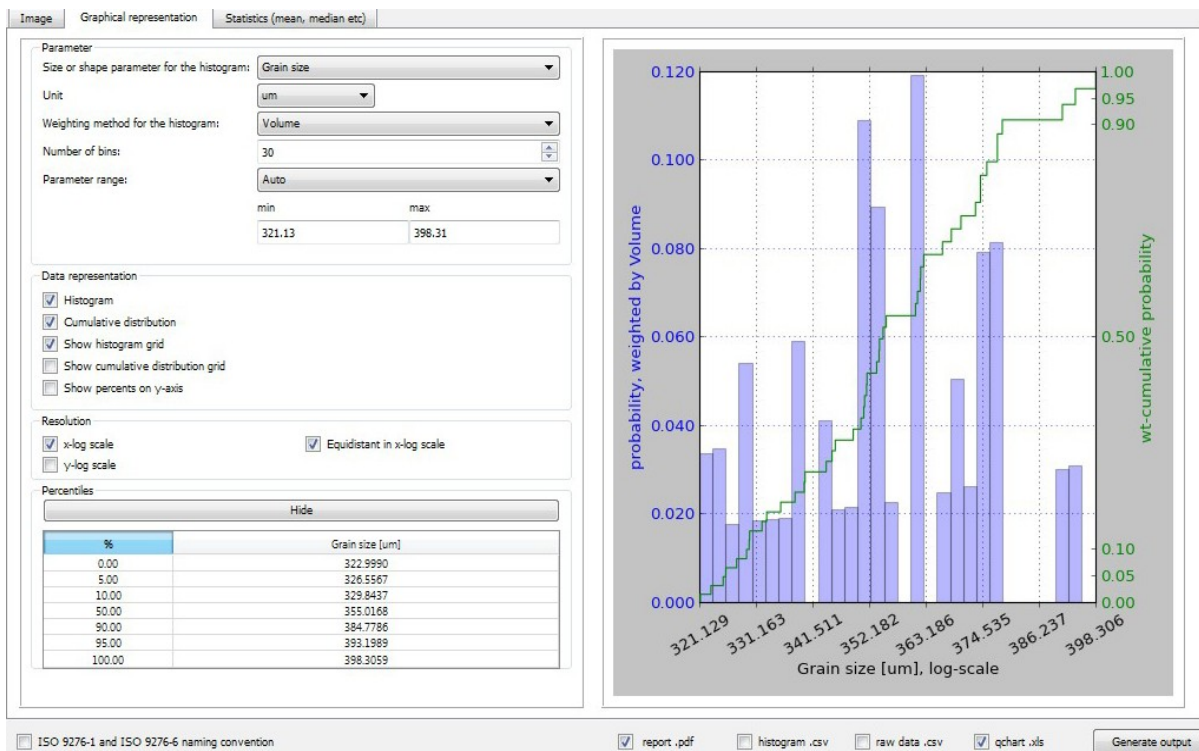 Image Graphical representation Statistics (mean, median etc)
Parameter
Size or shape parameter for the histogram: Grain size
Unit um
Weighting method for the histogram: Volume
Number of bins: 30
Parameter range: Auto
min max
321.13 398.31
Data representation
Histogram
Cumulative distribution
Show histogram grid
Show cumulative distribution grid
Show percents on y-axis
Resolution
x-log scale Equidistant in x-log scale
y-log scale
Percentiles
Hide
% Grain size [um]
0.00 322.9990
5.00 326.5567
10.00 329.8437
50.00 355.0168
90.00 384.7786
95.00 393.1989
100.00 398.3059
probability, weighted by Volume
0.120
0.100
0.080
0.060
0.040
0.020
0.000
1.00
0.95
0.90
0.50
0.10
0.05
0.00
wt-cumulative probability
321.129 331.163 341.511 352.182 363.186 374.535 386.237 398.306
Grain size [um], log-scale
ISO 9276-1 and ISO 9276-6 naming convention report .pdf histogram .csv raw data .csv qchart .xls Generate output